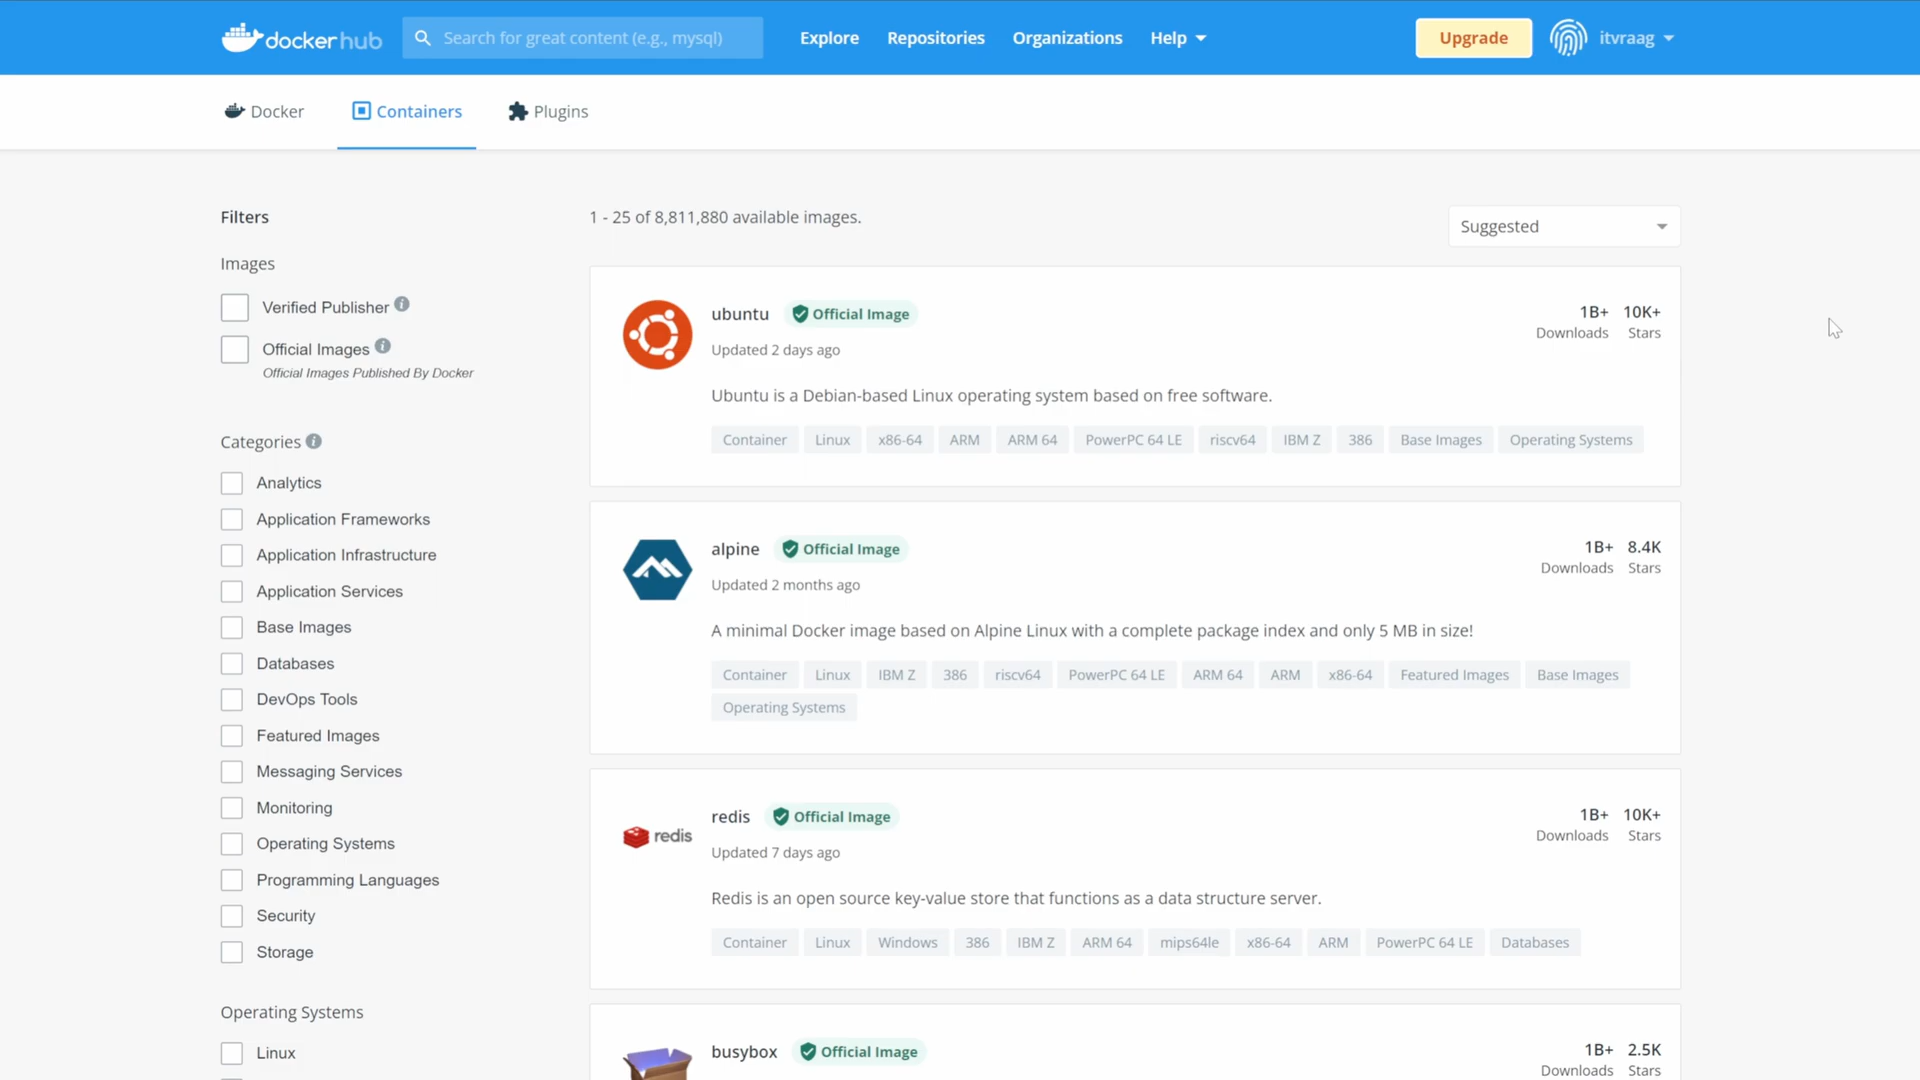 docker hub
Search for great content (e.g., mysql)
Explore
Repositories
Organizations
Help
Upgrade
itvraag
Docker
Containers
Plugins
Filters
1 - 25 of 8,811,880 available images.
Suggested
Images
Verified Publisher
Official Images
Official Images Published By Docker
Categories
Analytics
Application Frameworks
Application Infrastructure
Application Services
Base Images
Databases
DevOps Tools
Featured Images
Messaging Services
Monitoring
Operating Systems
Programming Languages
Security
Storage
Operating Systems
Linux
ubuntu
Official Image
1B+ 10K+
Downloads Stars
Updated 2 days ago
Ubuntu is a Debian-based Linux operating system based on free software.
Container Linux x86-64 ARM ARM 64 PowerPC 64 LE riscv64 IBM Z 386 Base Images Operating Systems
alpine
Official Image
1B+ 8.4K
Downloads Stars
Updated 2 months ago
A minimal Docker image based on Alpine Linux with a complete package index and only 5 MB in size!
Container Linux IBM Z 386 riscv64 PowerPC 64 LE ARM 64 ARM x86-64 Featured Images Base Images
Operating Systems
redis
redis
Official Image
1B+ 10K+
Downloads Stars
Updated 7 days ago
Redis is an open source key-value store that functions as a data structure server.
Container Linux Windows 386 IBM Z ARM 64 mips64le x86-64 ARM PowerPC 64 LE Databases
busybox
Official Image
1B+ 2.5K
Downloads Stars